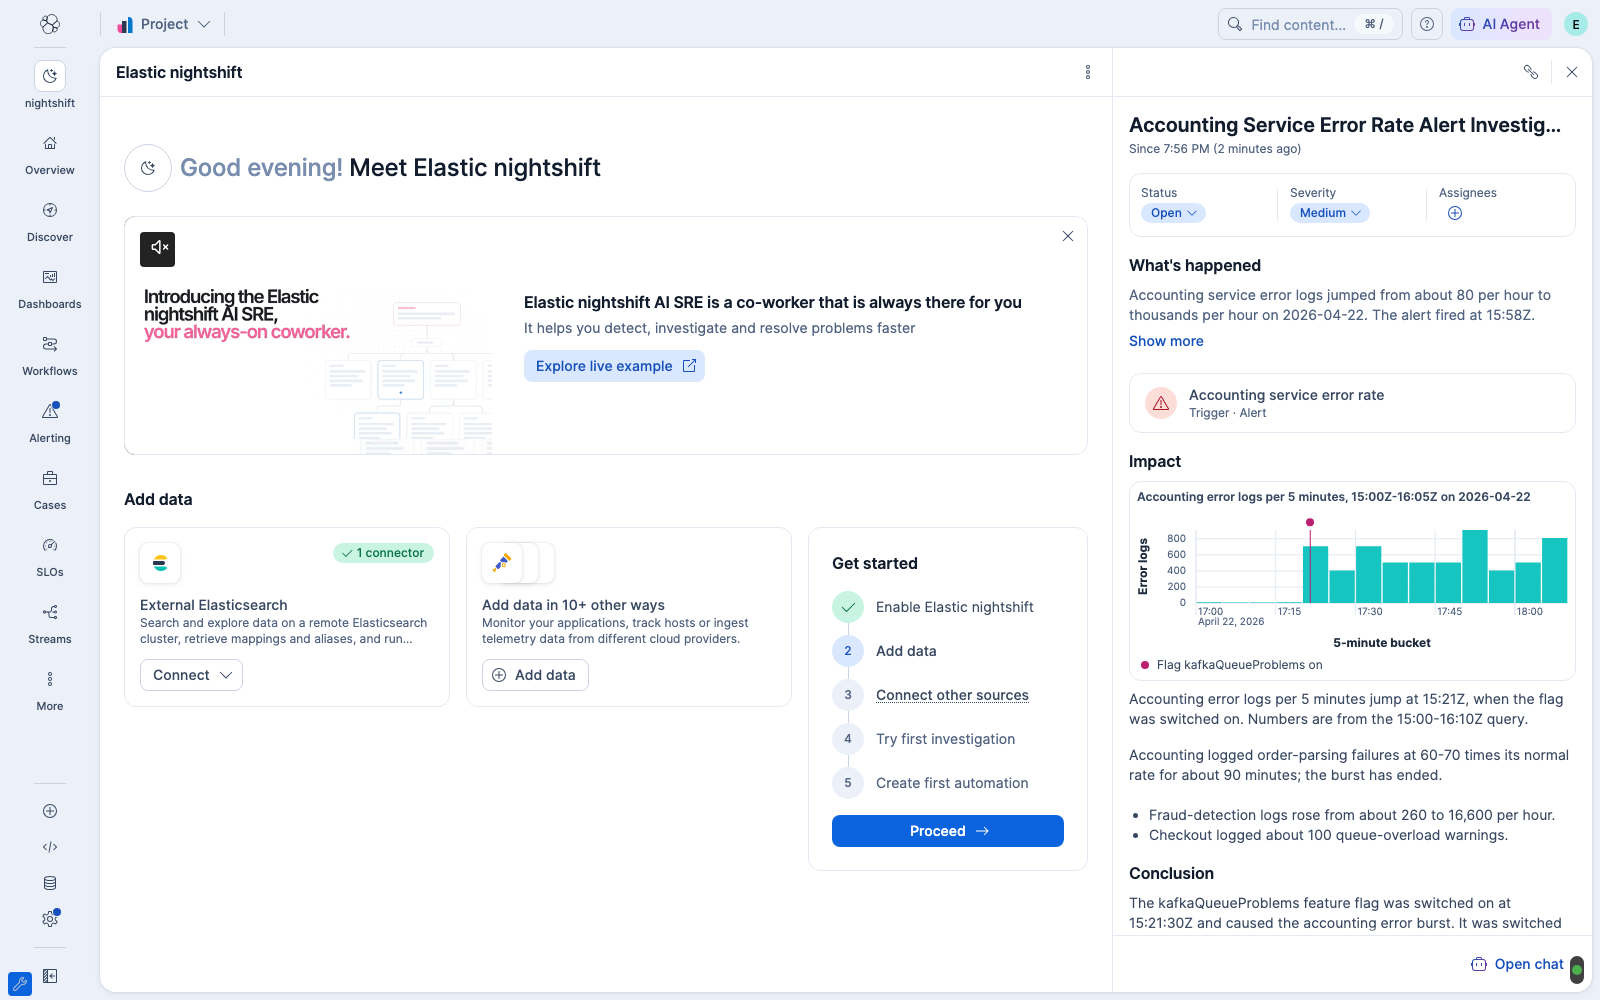 Project
Find content...
⌘ /
AI Agent
E
nightshift
Overview
Discover
Dashboards
Workflows
Alerting
Cases
SLOs
Streams
More
Elastic nightshift
Good evening! Meet Elastic nightshift
Introducing the Elastic
nightshift AI SRE,
your always-on coworker.
Elastic nightshift AI SRE is a co-worker that is always there for you
It helps you detect, investigate and resolve problems faster
Explore live example
Add data
1 connector
External Elasticsearch
Search and explore data on a remote Elasticsearch
cluster, retrieve mappings and aliases, and run...
Connect
Add data in 10+ other ways
Monitor your applications, track hosts or ingest
telemetry data from different cloud providers.
Add data
Get started
Enable Elastic nightshift
2 Add data
3 Connect other sources
4 Try first investigation
5 Create first automation
Proceed
Accounting Service Error Rate Alert Investig...
Since 7:56 PM (2 minutes ago)
Status
Open
Severity
Medium
Assignees
What's happened
Accounting service error logs jumped from about 80 per hour to
thousands per hour on 2026-04-22. The alert fired at 15:58Z.
Show more
Accounting service error rate
Trigger · Alert
Impact
Accounting error logs per 5 minutes, 15:00Z-16:05Z on 2026-04-22
Error logs
800
600
400
200
0
17:00
April 22, 2026
17:15
17:30
17:45
18:00
5-minute bucket
Flag kafkaQueueProblems on
Accounting error logs per 5 minutes jump at 15:21Z, when the flag
was switched on. Numbers are from the 15:00-16:10Z query.
Accounting logged order-parsing failures at 60-70 times its normal
rate for about 90 minutes; the burst has ended.
• Fraud-detection logs rose from about 260 to 16,600 per hour.
• Checkout logged about 100 queue-overload warnings.
Conclusion
The kafkaQueueProblems feature flag was switched on at
15:21:30Z and caused the accounting error burst. It was switched
Open chat